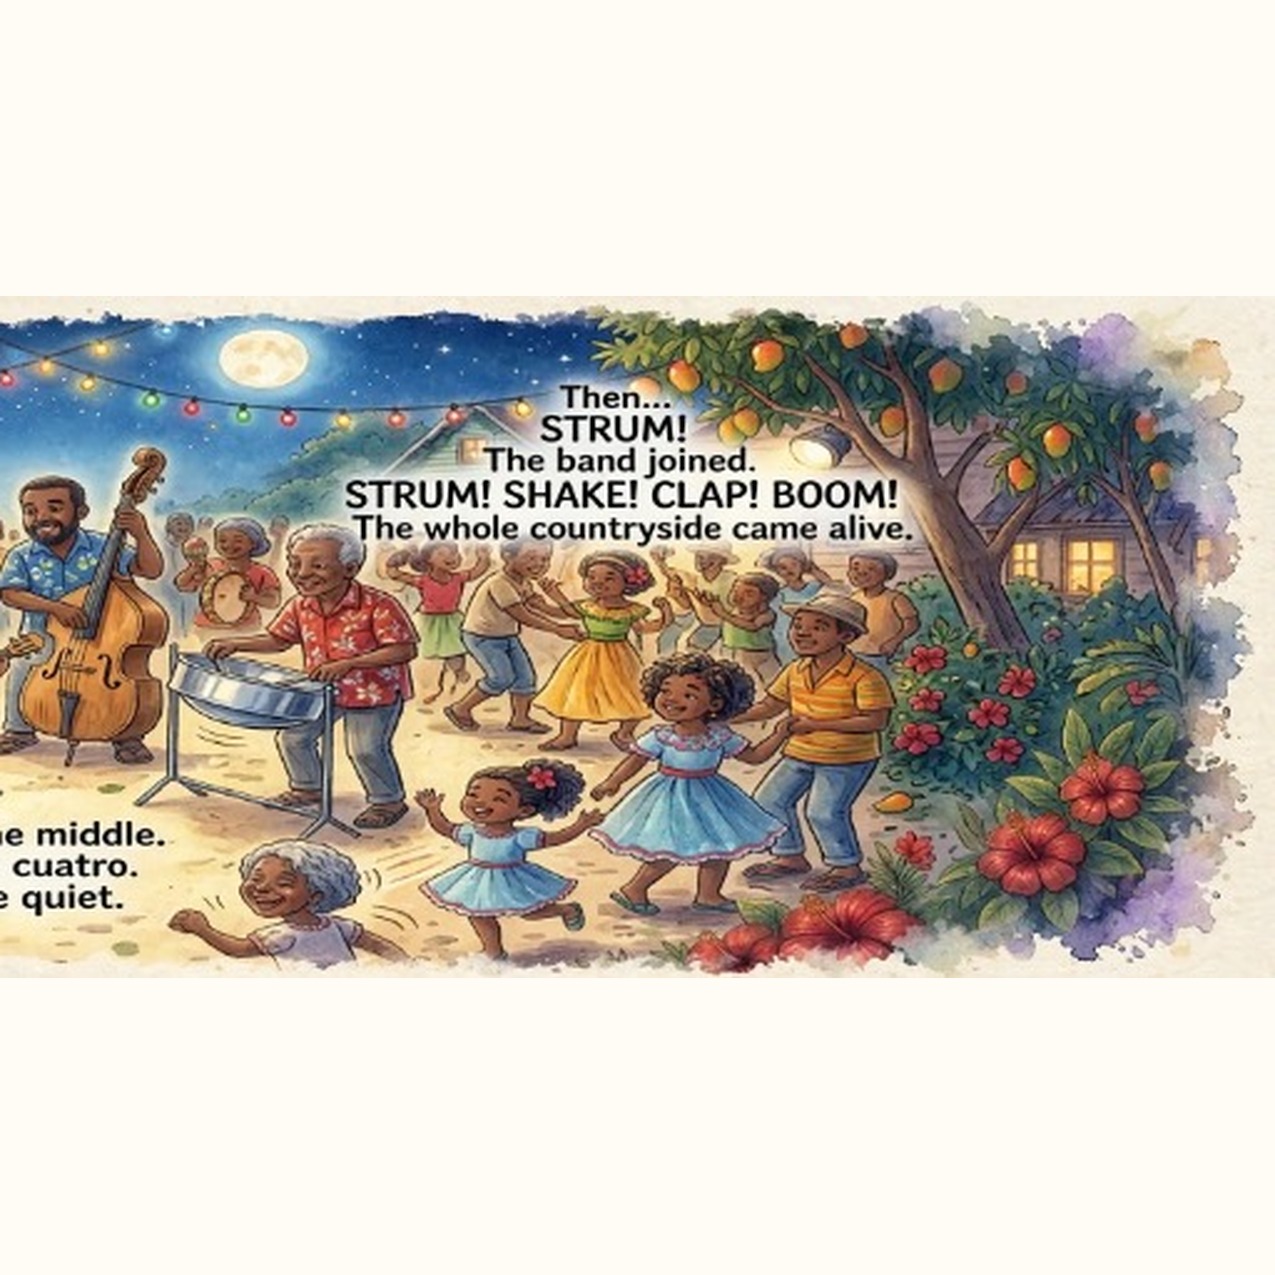 Then...
STRUM!
The band joined.
STRUM! SHAKE! CLAP! BOOM!
The whole countryside came alive.
middle.
cuatro.
quiet.